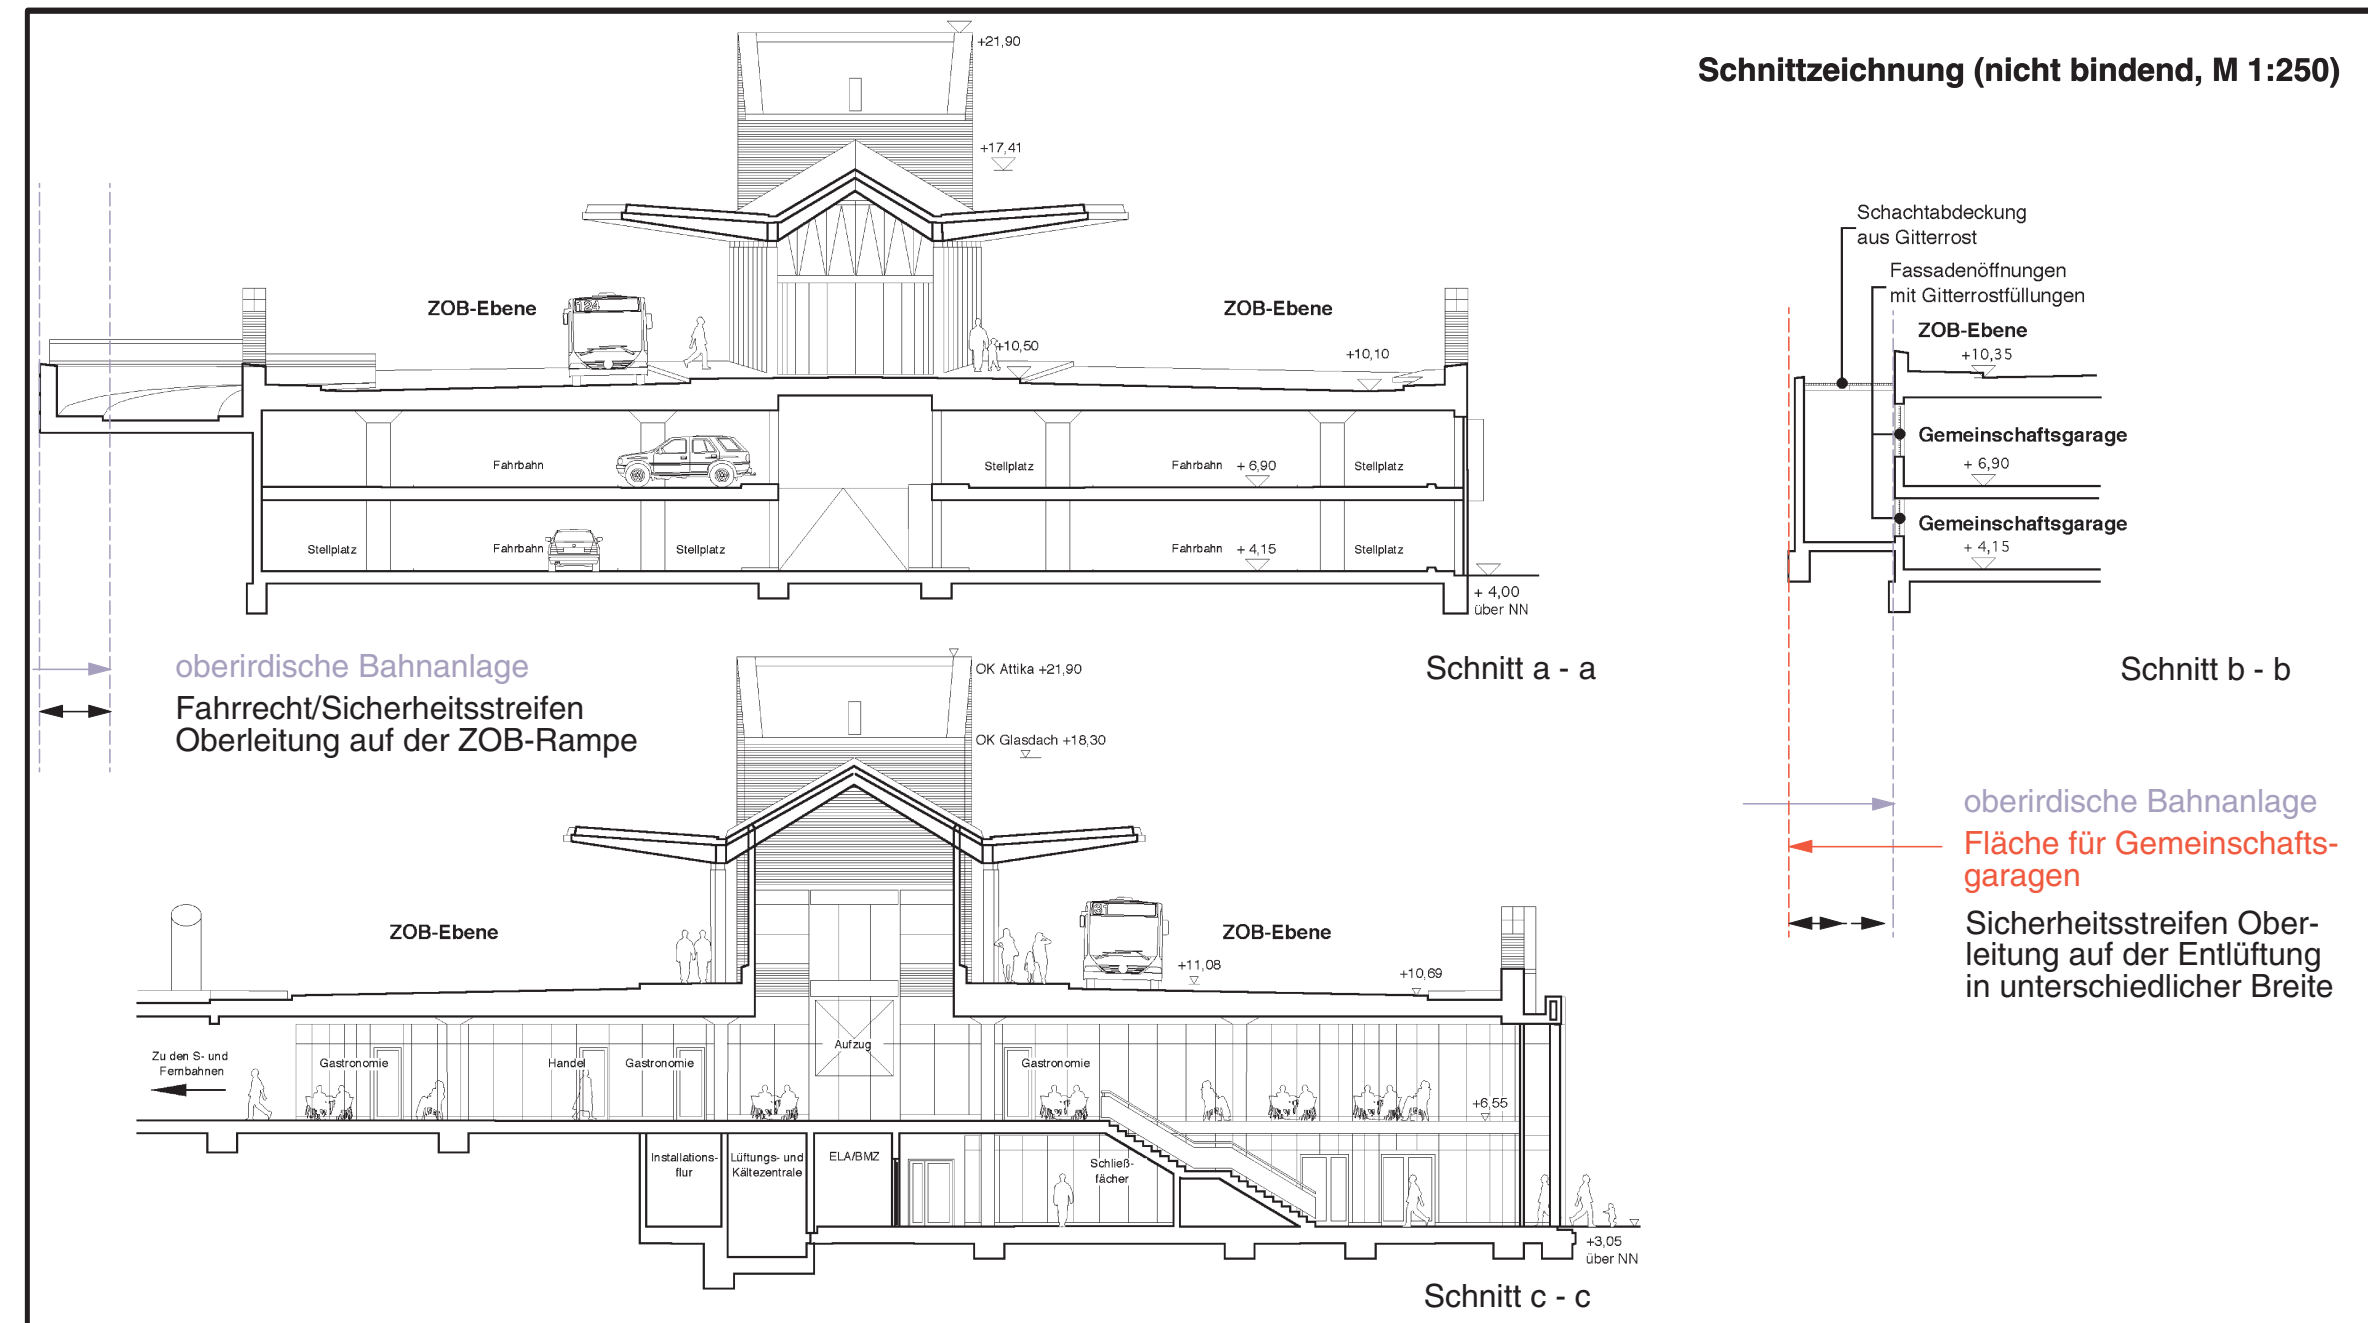 Schnittzeichnung (nicht bindend, M 1:250)
+21,90
+17,41
ZOB-Ebene
124
+10,50
ZOB-Ebene
+10,10
Fahrbahn
Stellplatz
Fahrbahn
+ 6,90
Stellplatz
Stellplatz
Fahrbahn
Stellplatz
Fahrbahn
+ 4,15
Stellplatz
+ 4,00
über NN
Schnitt a - a
oberirdische Bahnanlage
Fahrrecht/Sicherheitsstreifen
Oberleitung auf der ZOB-Rampe
Schachtabdeckung
aus Gitterrost
Fassadenöffnungen
mit Gitterrostfüllungen
ZOB-Ebene
+10,35
Gemeinschaftsgarage
+ 6,90
Gemeinschaftsgarage
+ 4,15
Schnitt b - b
oberirdische Bahnanlage
Fläche für Gemeinschafts-
garagen
Sicherheitsstreifen Ober-
leitung auf der Entlüftung
in unterschiedlicher Breite
OK Attika +21,90
OK Glasdach +18,30
ZOB-Ebene
ZOB-Ebene
+11,08
+10,69
Zu den S- und
Fernbahnen
Gastronomie
Handel
Gastronomie
Aufzug
Gastronomie
+6,55
Installations-
flur
Lüftungs- und
Kältezentrale
ELA/BMZ
Schließ-
fächer
+3,05
über NN
Schnitt c - c